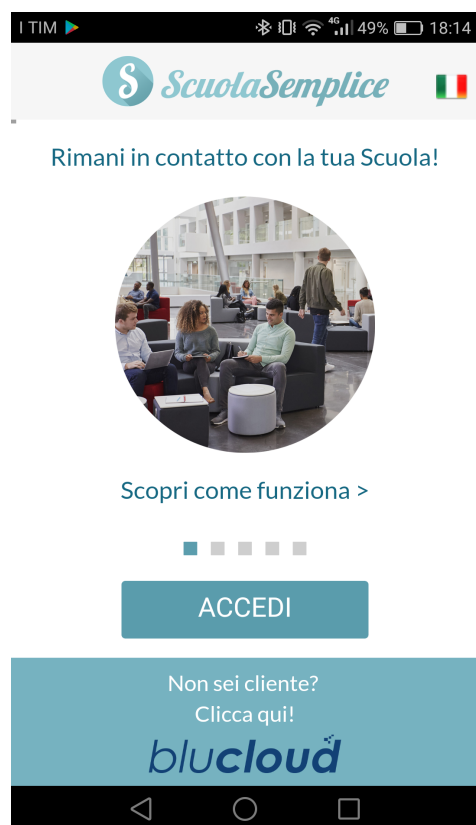 I TIM 4G 49% 18:14
S ScuolaSemplice
Rimani in contatto con la tua Scuola!
Scopri come funziona >
ACCEDI
Non sei cliente?
Clicca qui!
blucloud